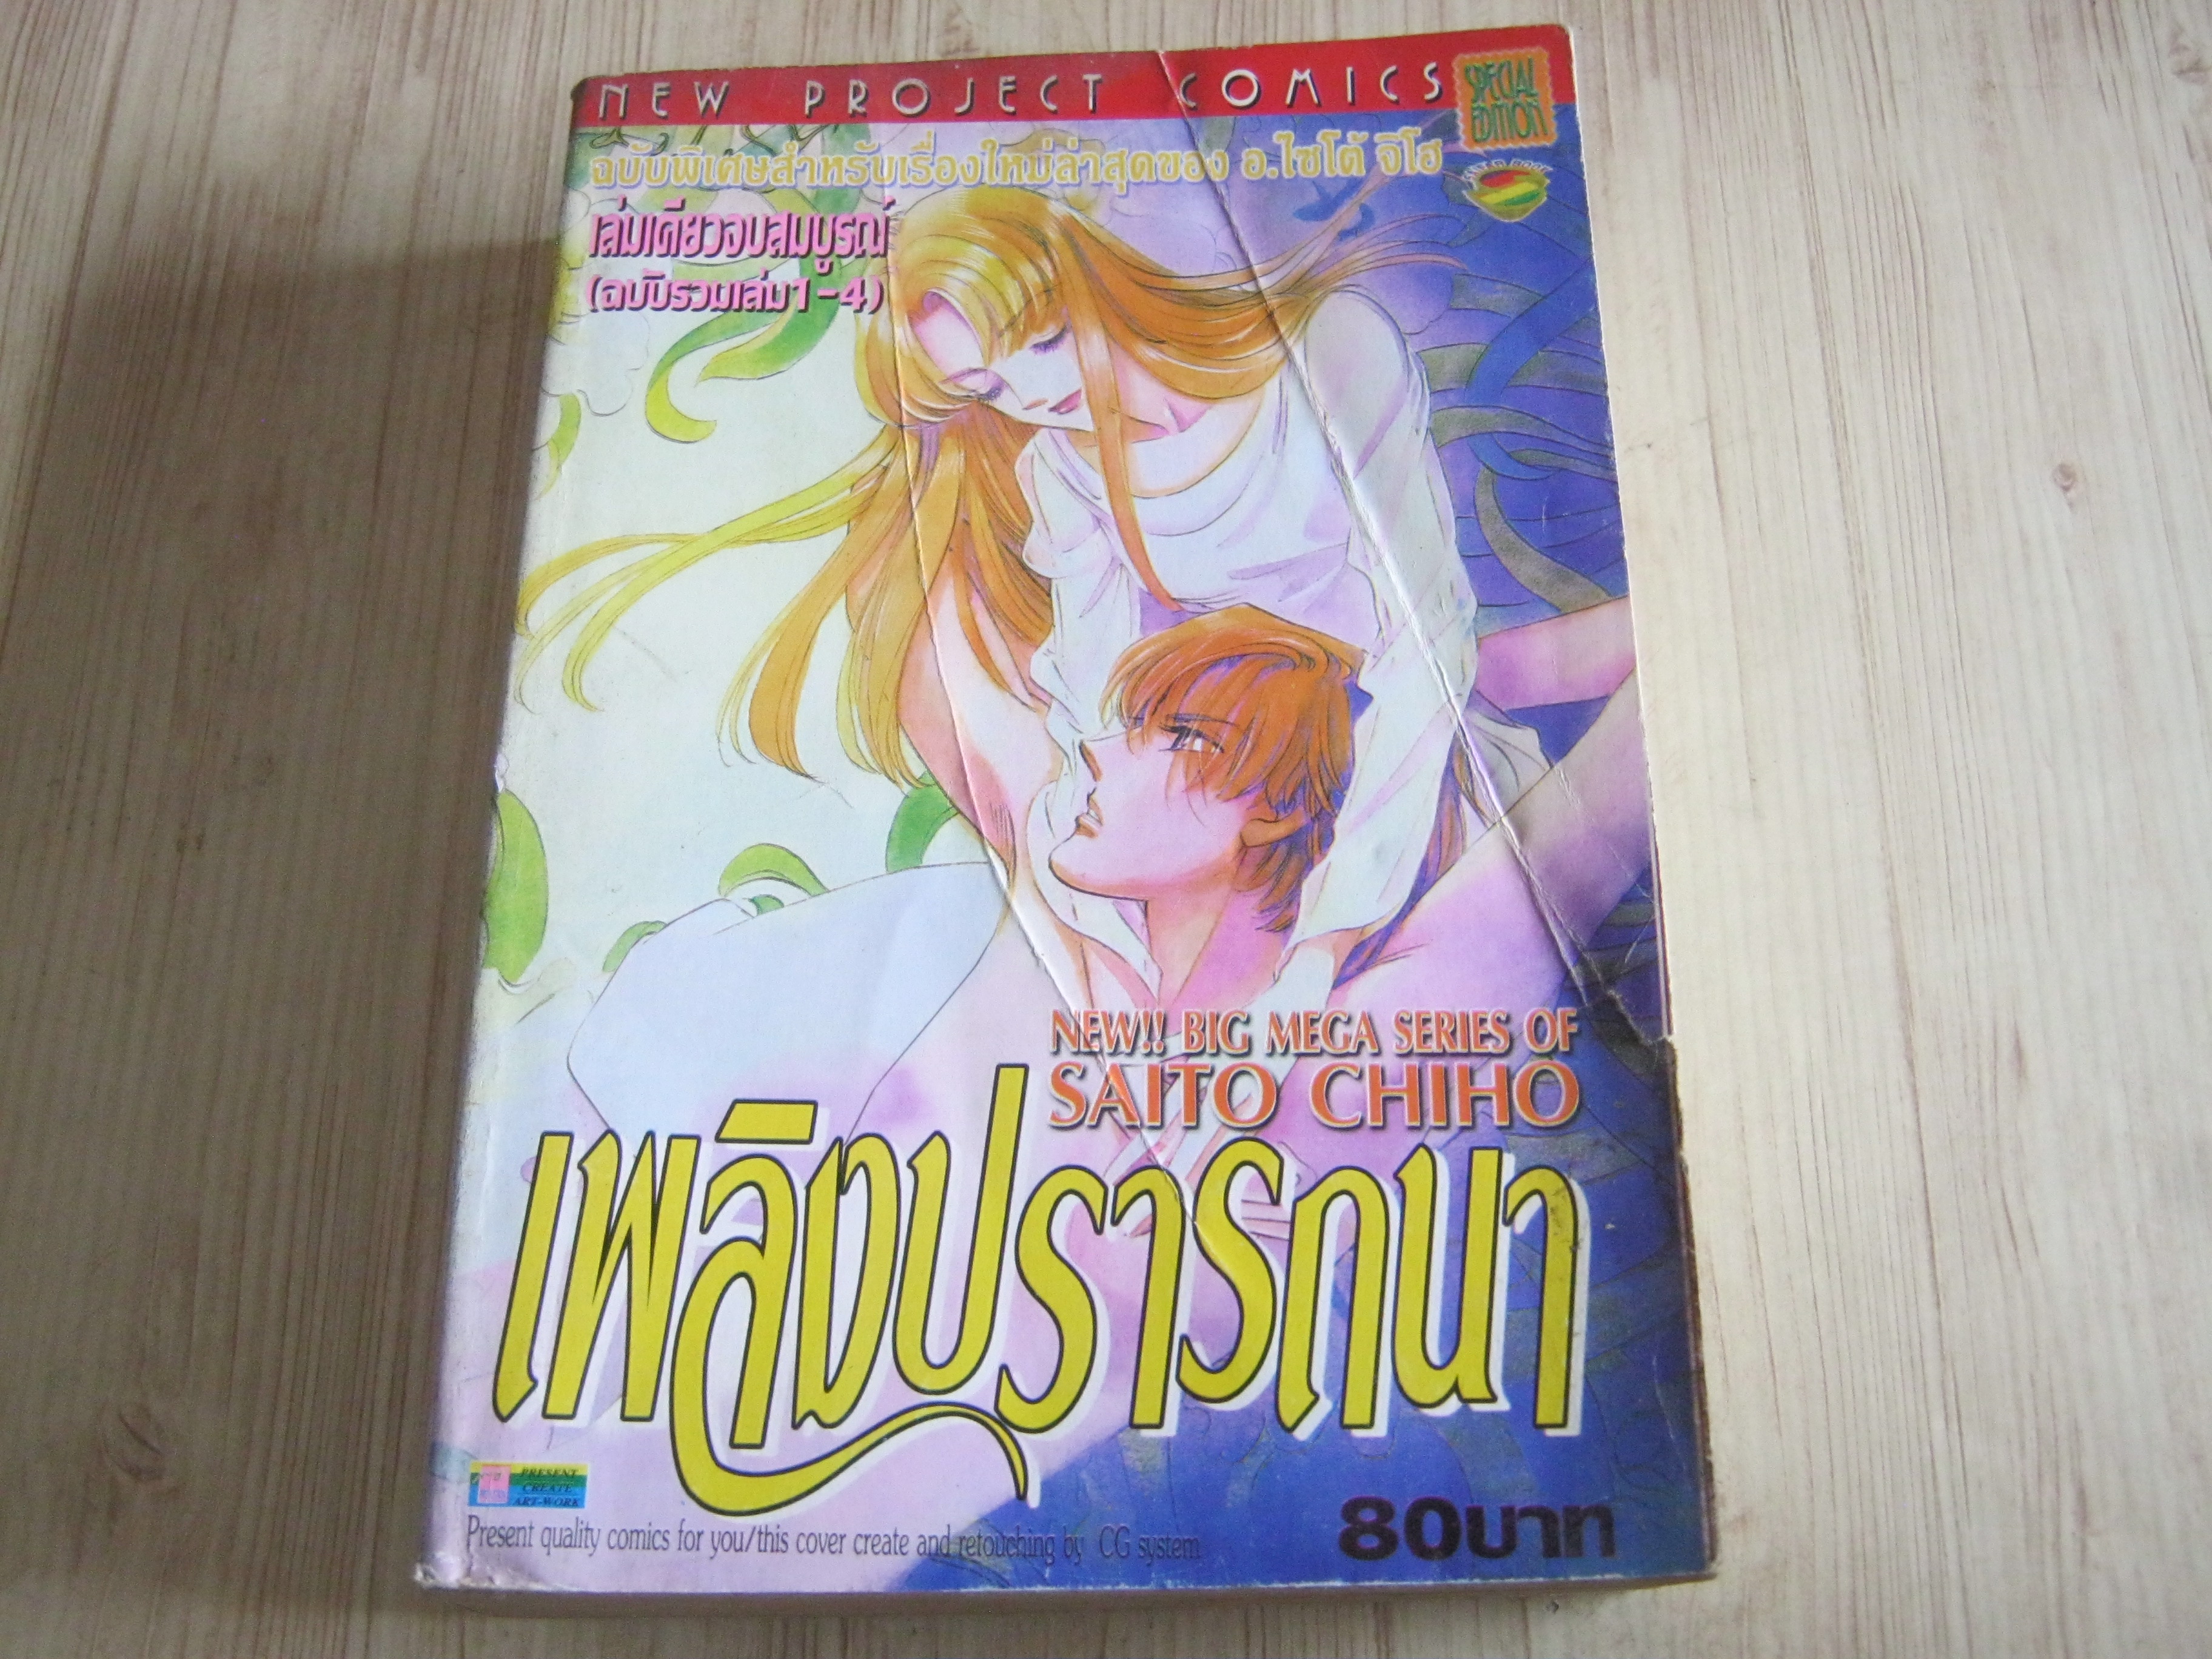 NEW PROJECT COMICS
SPECIAL
EDITION
ฉบับพิเศษสำหรับเรื่องใหม่ล่าสุดของ อ.ไซโต้ จิโฮ
เล่มเดียวจบสมบูรณ์
(ฉบับรวมเล่ม 1-4)
NEW!! BIG MEGA SERIES OF
SAITO CHIHO
เพลิงปรารถนา
PRESENT
CREATE
ART-WORK
80บาท
Present quality comics for you/this cover create and retouching by CG system